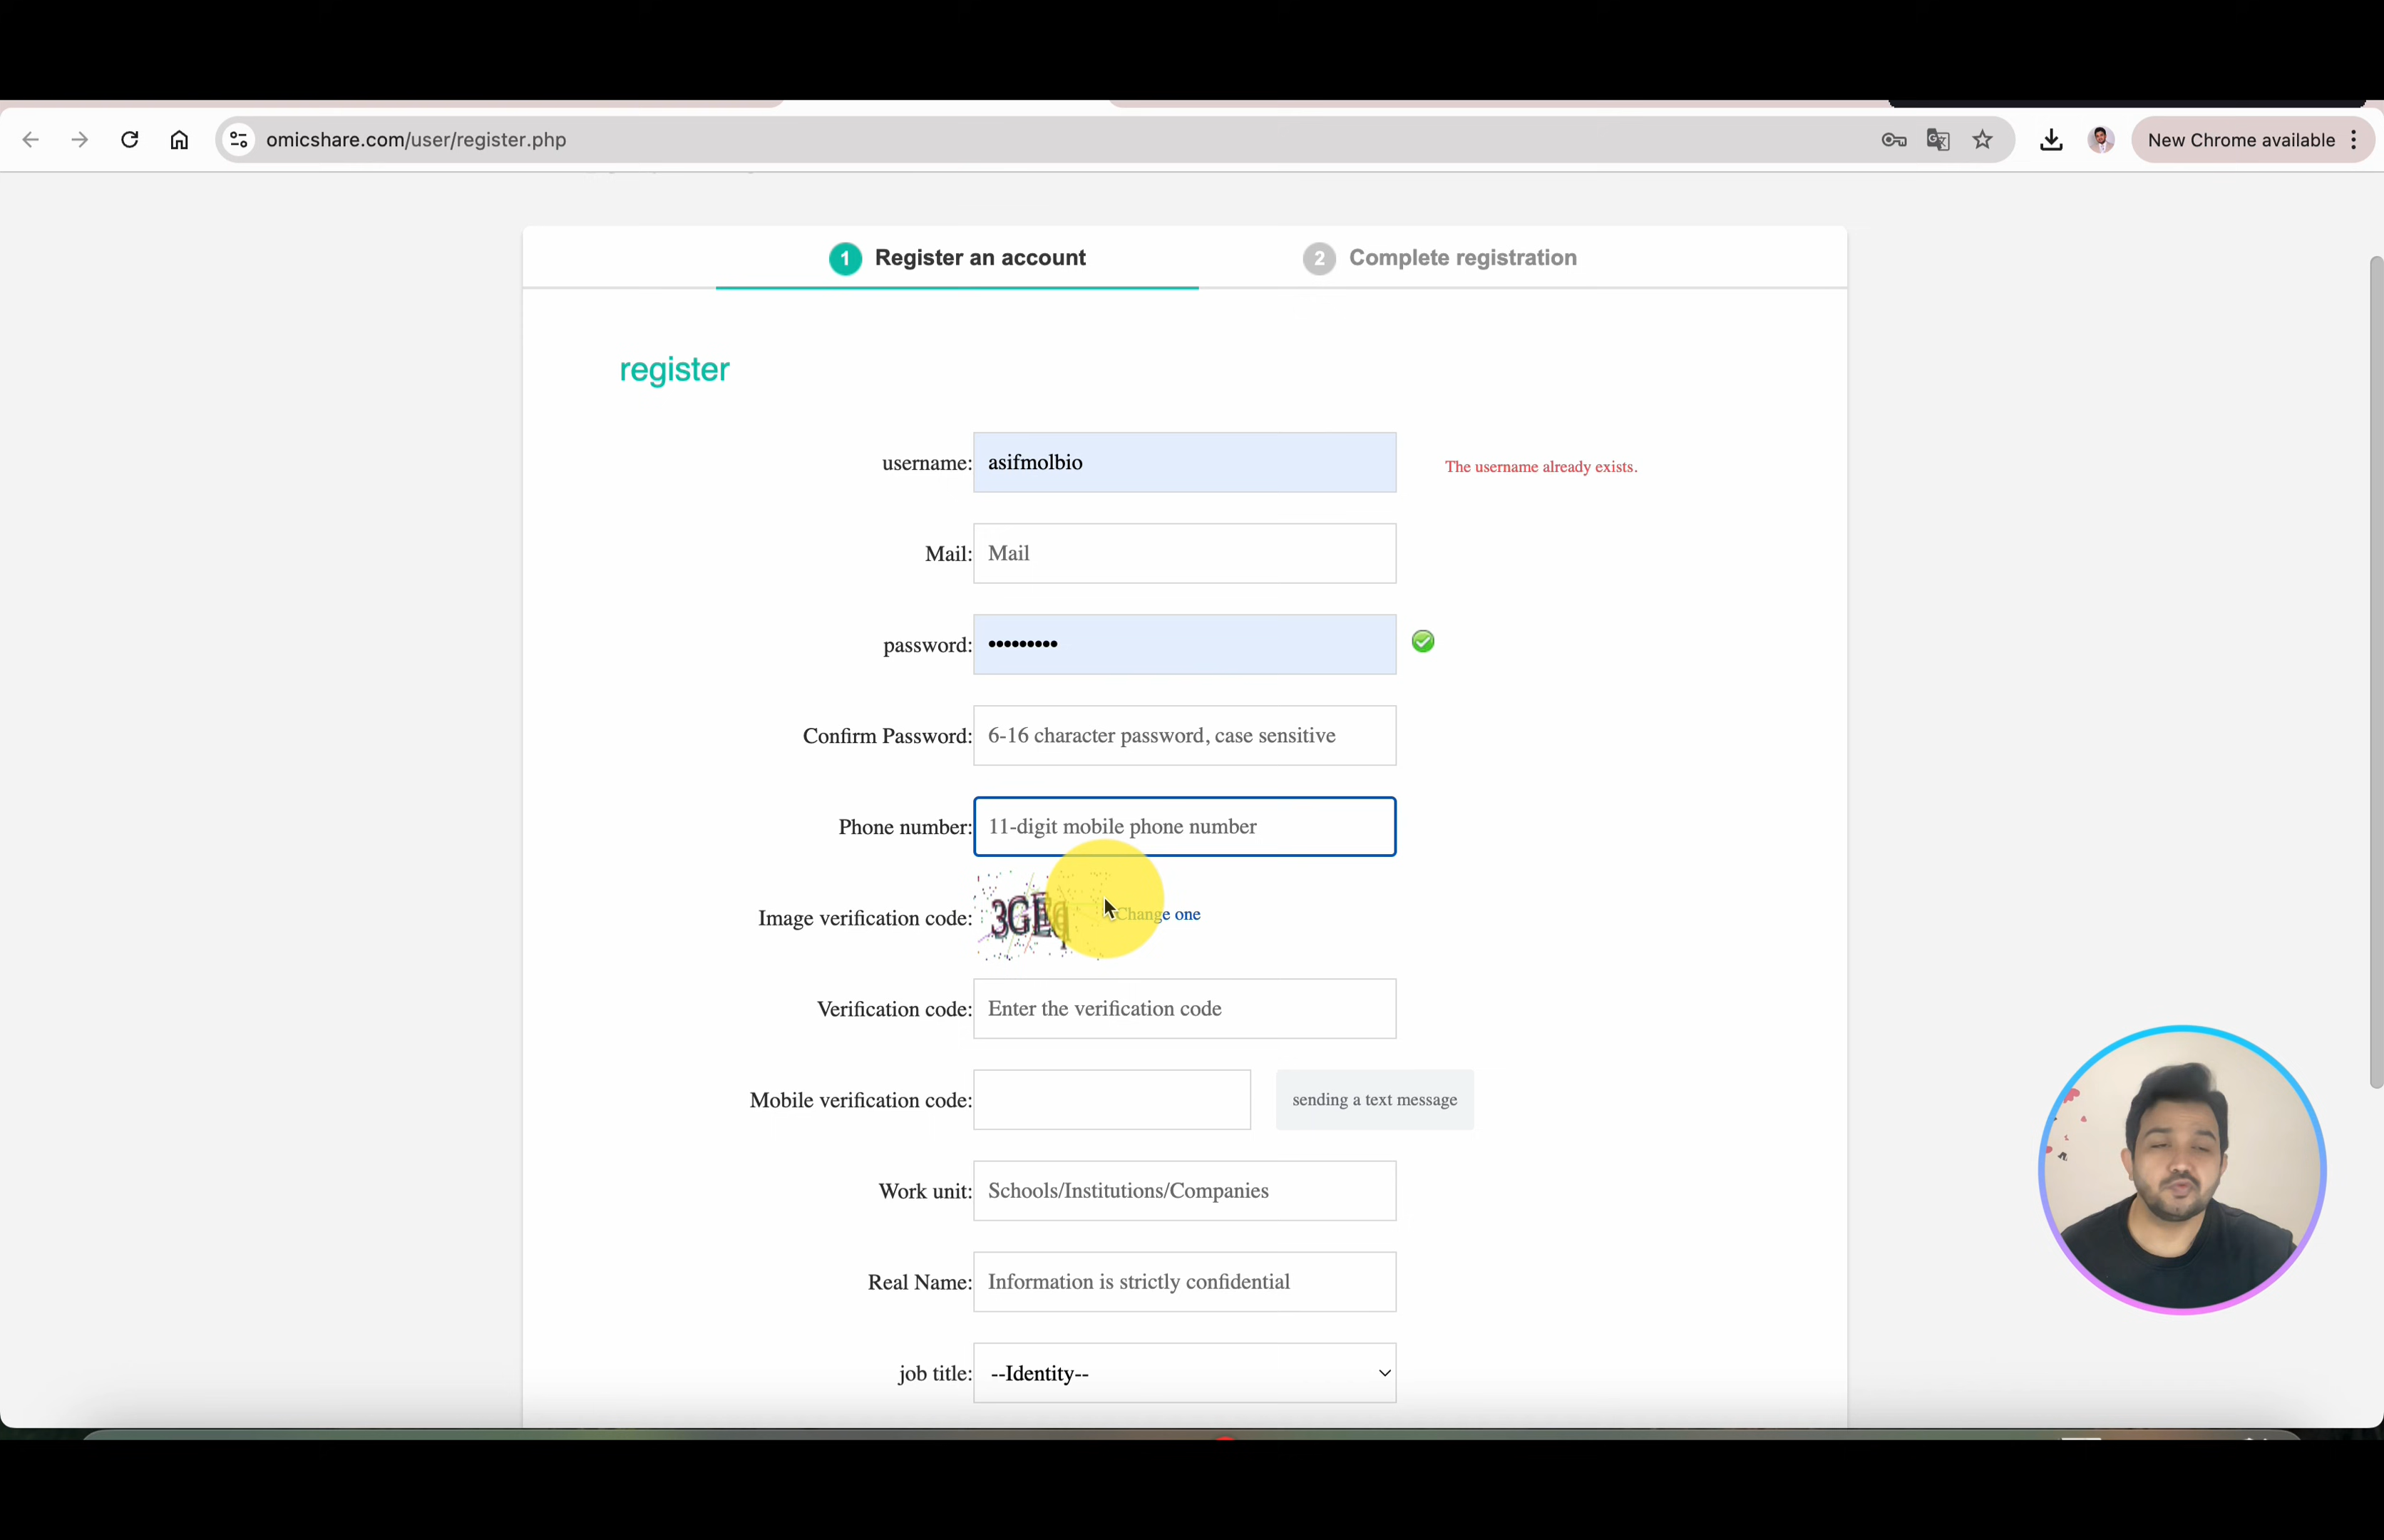 omicshare.com/user/register.php
New Chrome available
1 Register an account
2 Complete registration
register
username: asifmolbio The username already exists.
Mail: Mail
password: •••••••••
Confirm Password: 6-16 character password, case sensitive
Phone number: 11-digit mobile phone number
Image verification code: 3GEq Change one
Verification code: Enter the verification code
Mobile verification code: sending a text message
Work unit: Schools/Institutions/Companies
Real Name: Information is strictly confidential
job title: --Identity--